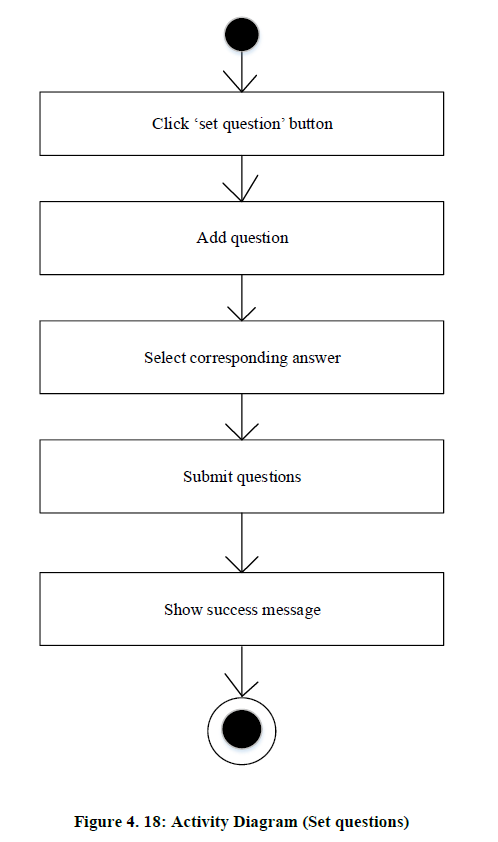 Click ‘set question’ button
Add question
Select corresponding answer
Submit questions
Show success message
Figure 4. 18: Activity Diagram (Set questions)